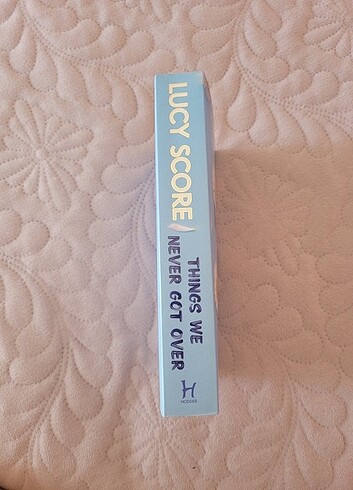 LUCY SCORE
THINGS WE
NEVER GOT OVER
H
HODDER